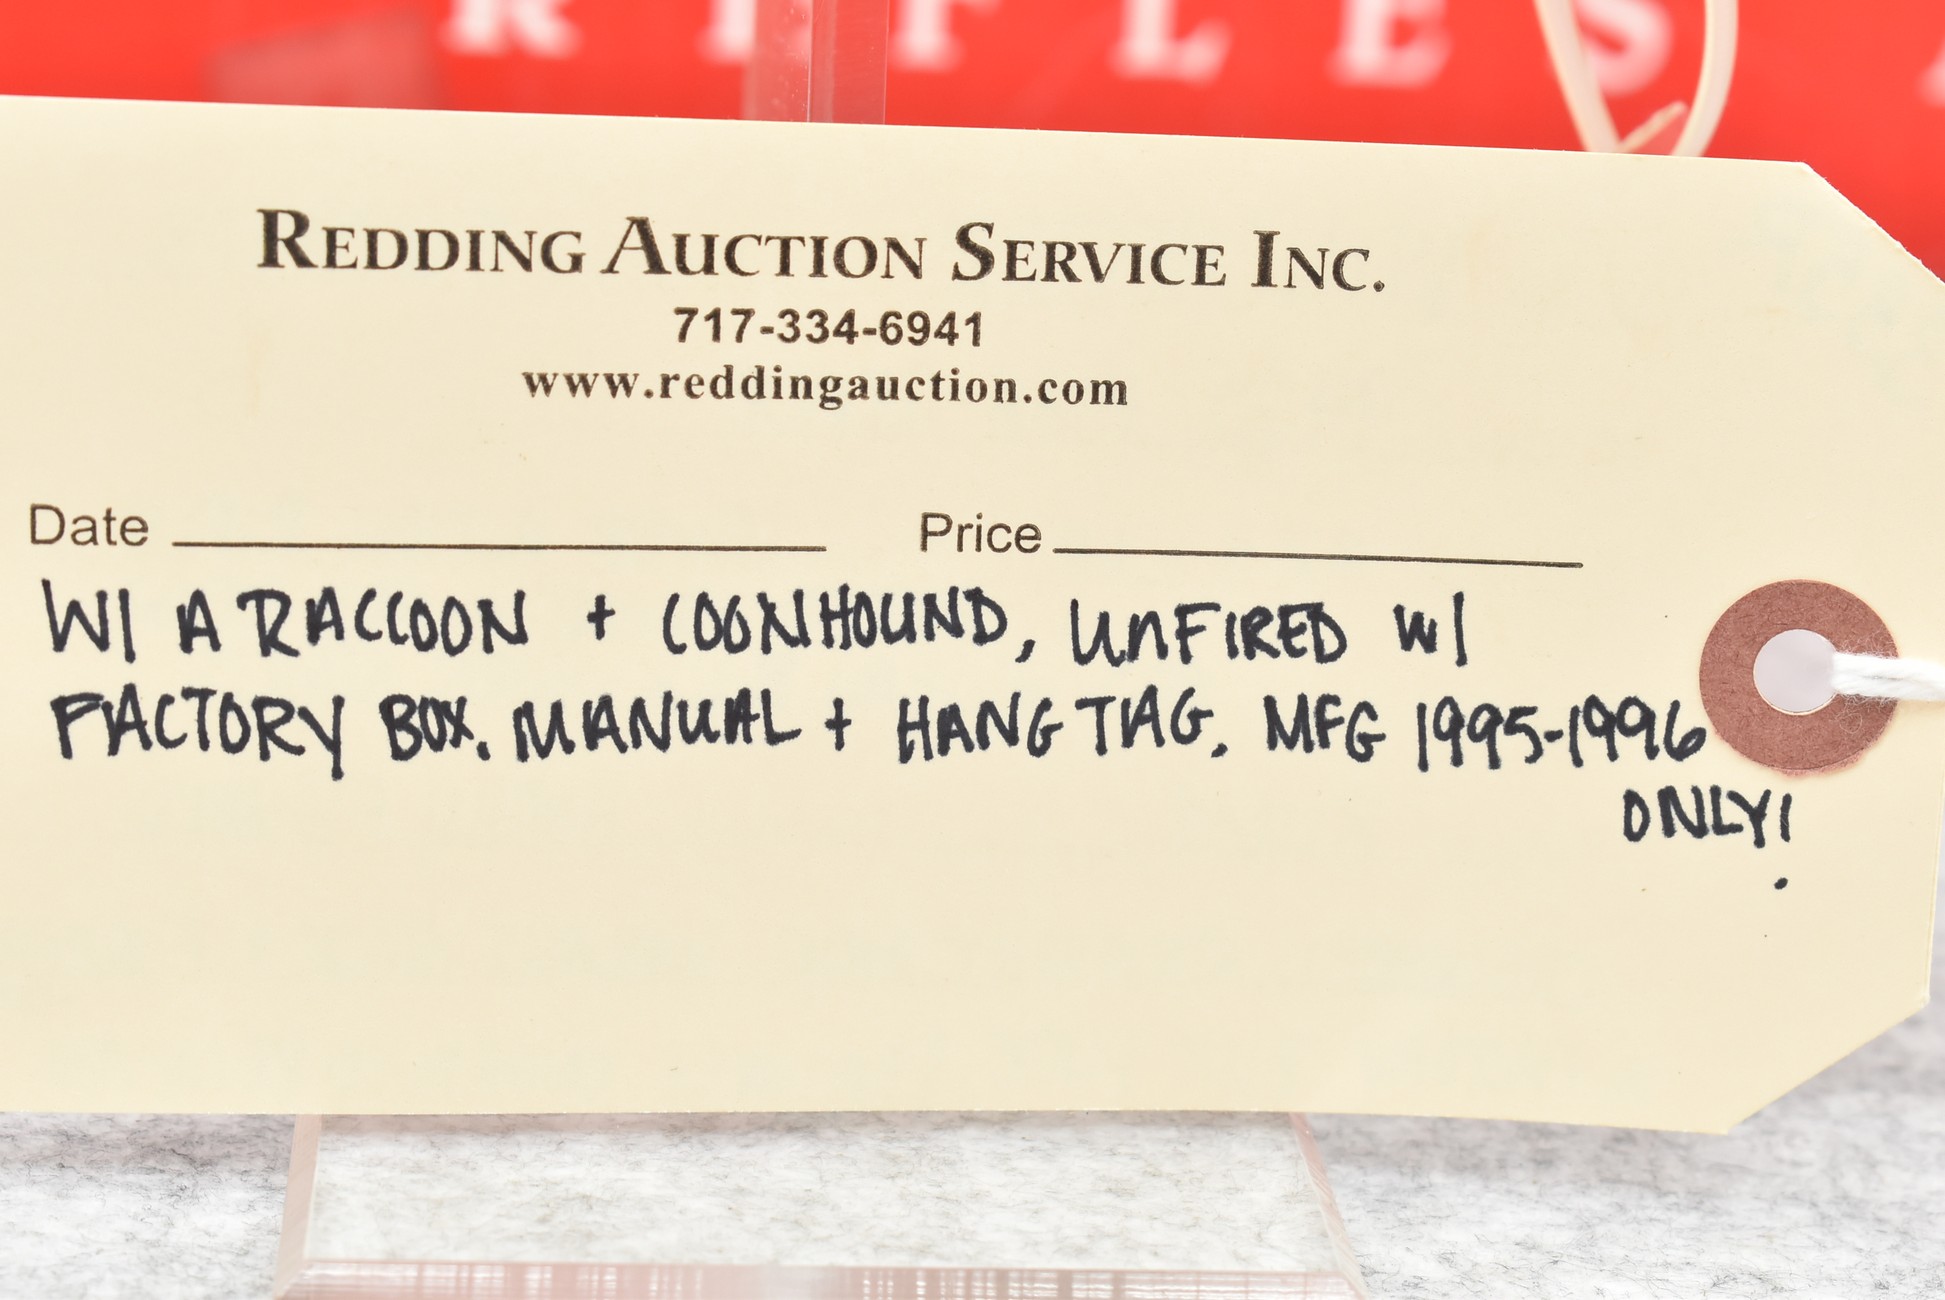 RIFLES
REDDING AUCTION SERVICE INC.
717-334-6941
www.reddingauction.com
Date Price
W/ A RACCOON + COONHOUND, UNFIRED W/
FACTORY BOX. MANUAL + HANG TAG. MFG 1995-1996
ONLY!